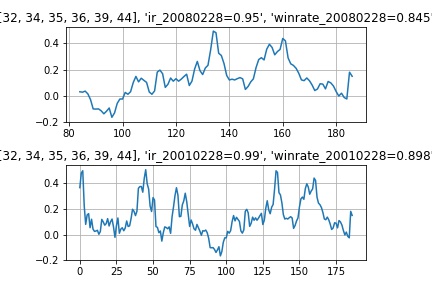 [32, 34, 35, 36, 39, 44], 'ir_20080228=0.95', 'winrate_20080228=0.845'
0.4
0.2
0.0
−0.2
80 100 120 140 160 180
[32, 34, 35, 36, 39, 44], 'ir_20010228=0.99', 'winrate_20010228=0.898'
0.4
0.2
0.0
−0.2
0 25 50 75 100 125 150 175